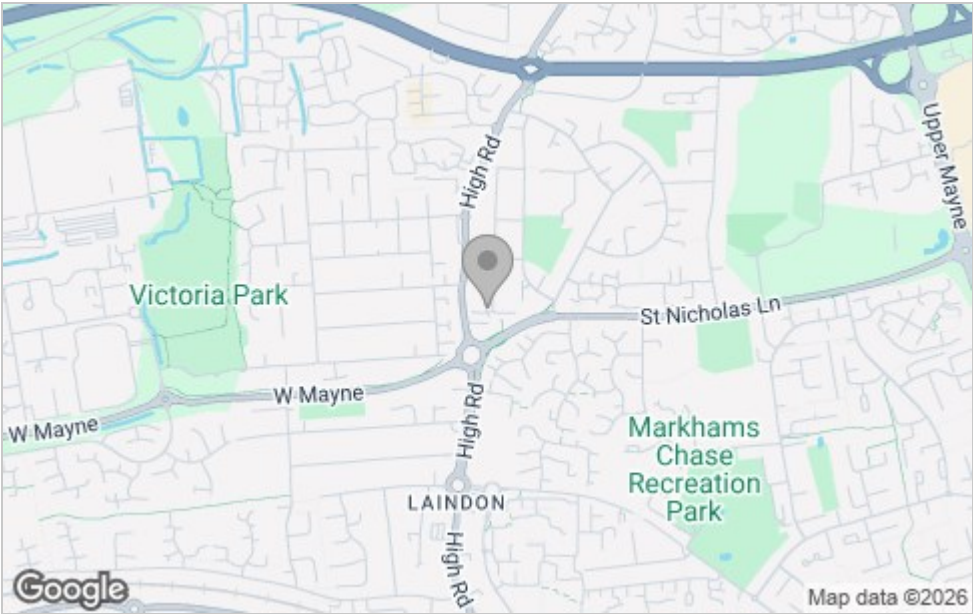 High Rd
Upper Mayne
Victoria Park
St Nicholas Ln
W Mayne
W Mayne
High Rd
Markhams
Chase
Recreation
Park
LAINDON
High Rd
Google
Map data ©2026